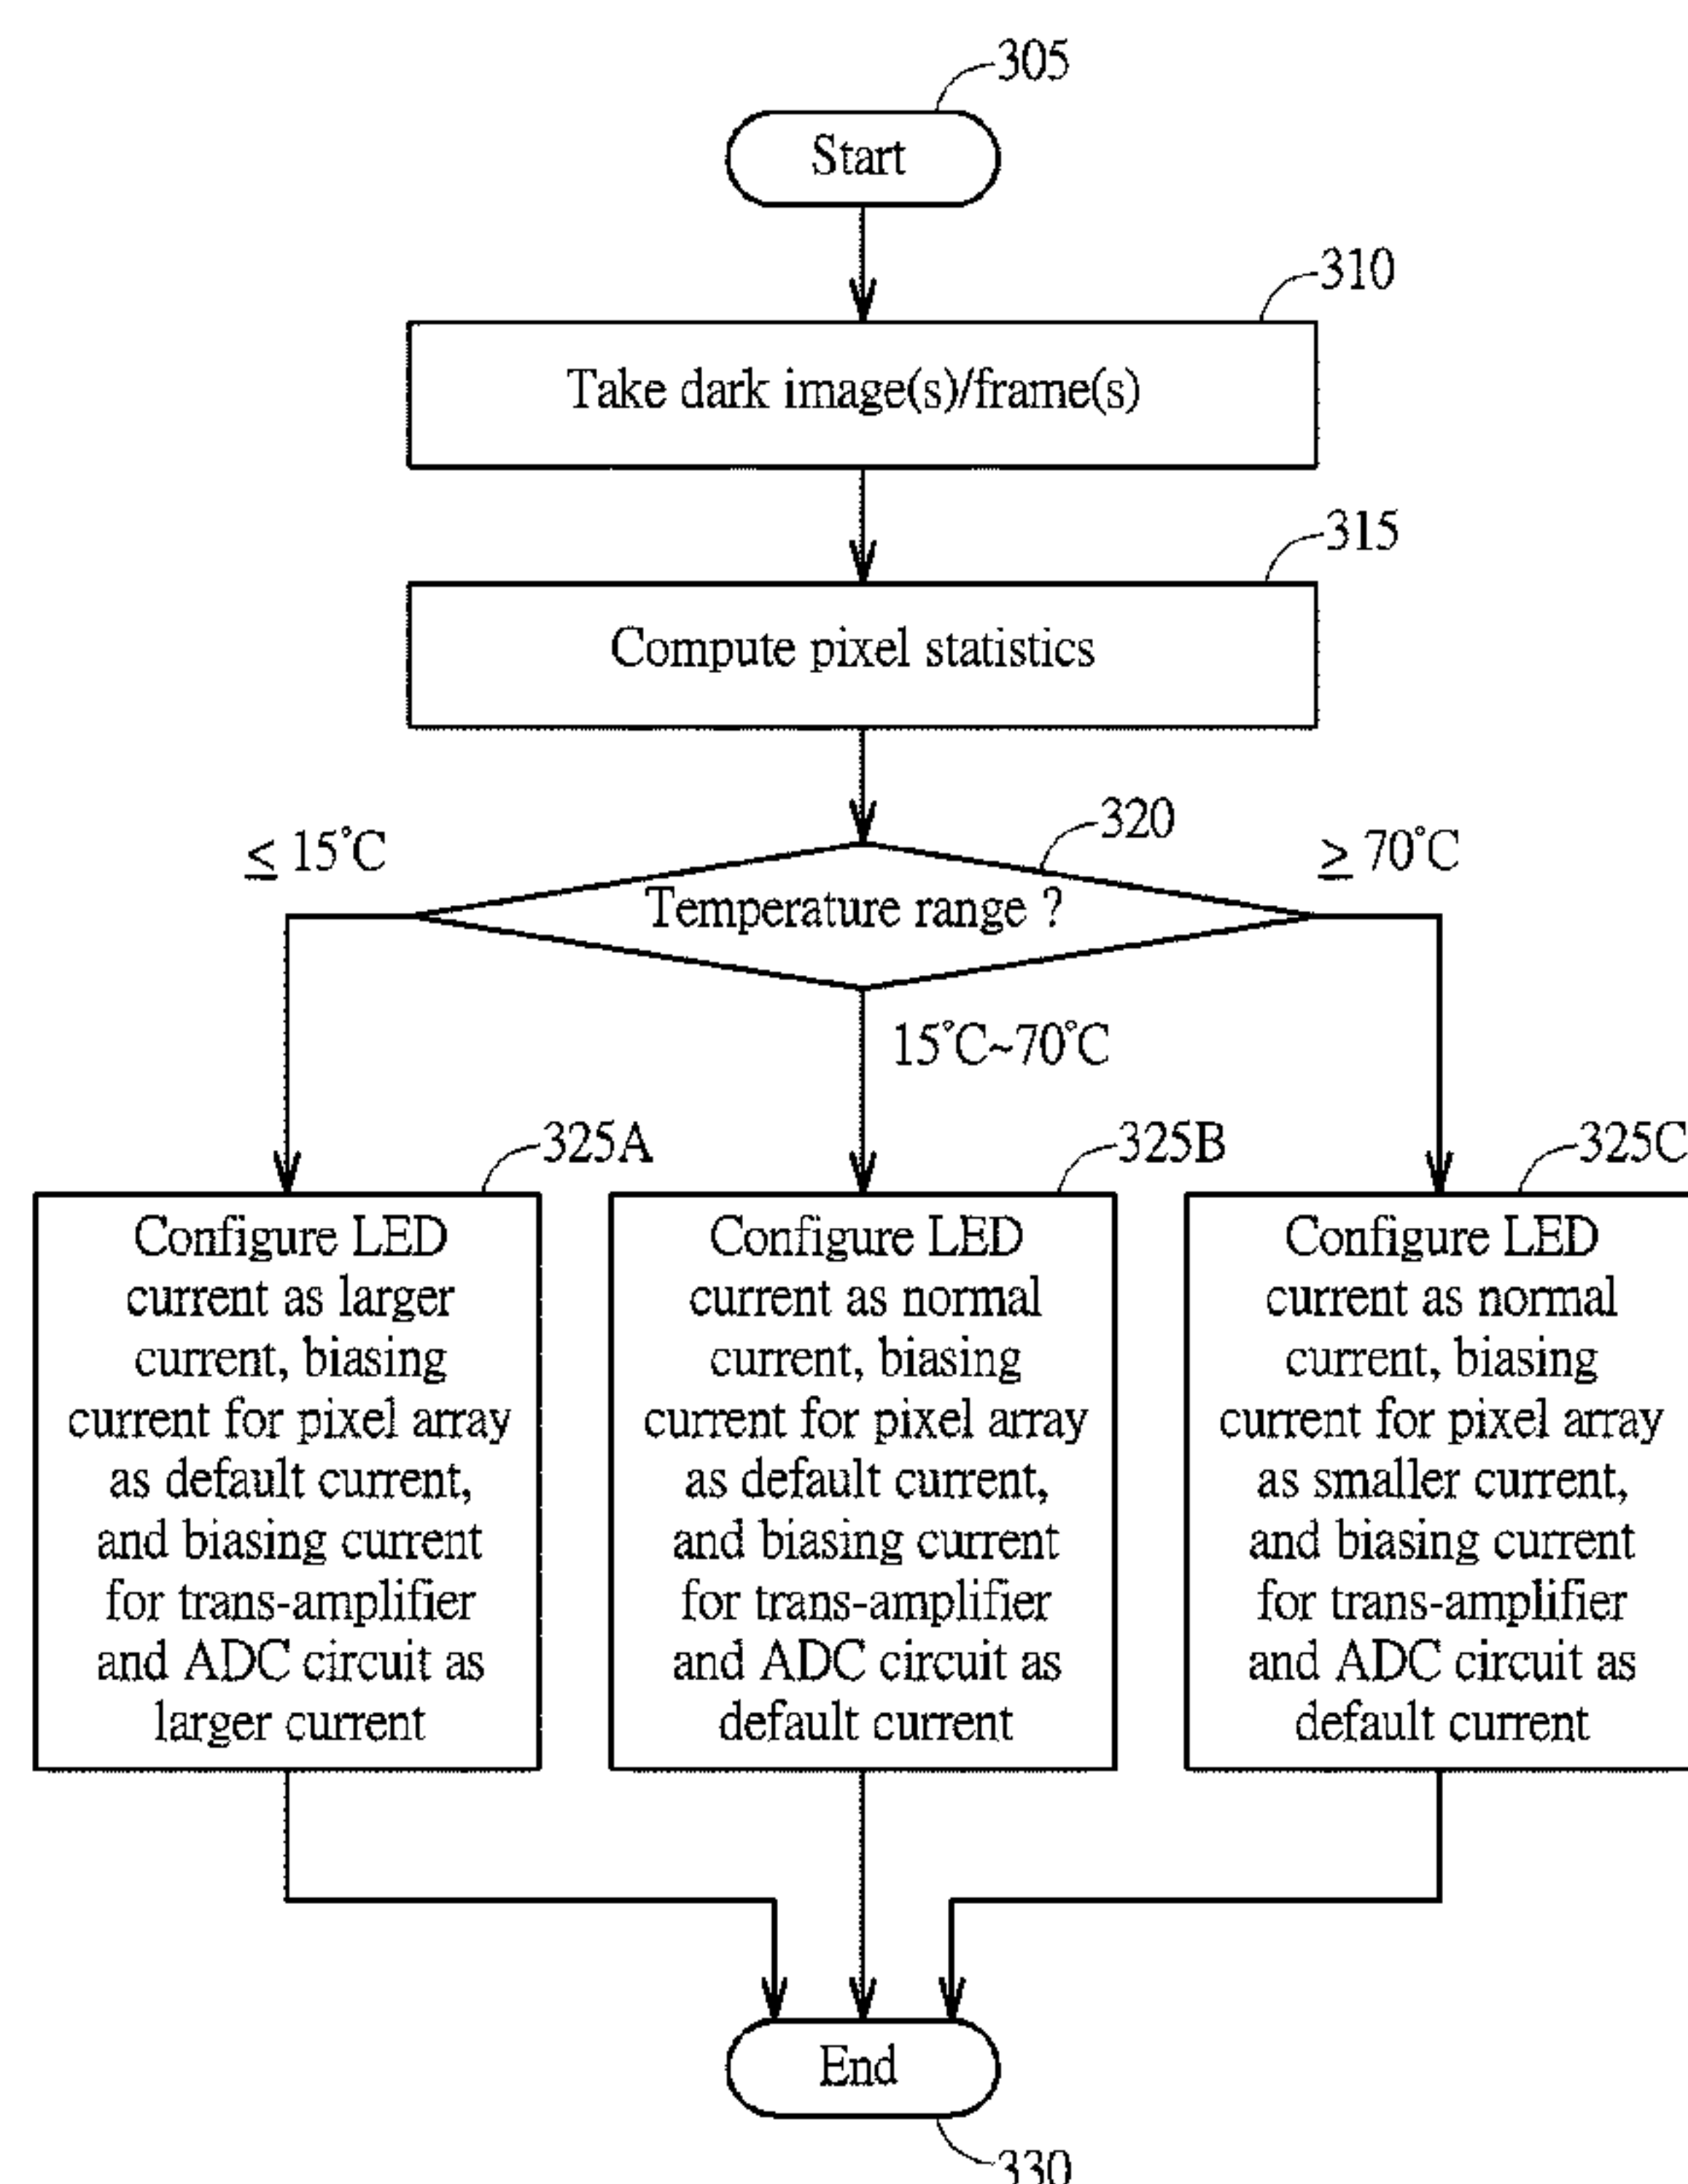 305
Start
310
Take dark image(s)/frame(s)
315
Compute pixel statistics
320
≤ 15°C
≥ 70°C
Temperature range ?
15°C~70°C
325A
Configure LED
current as larger
current, biasing
current for pixel array
as default current,
and biasing current
for trans-amplifier
and ADC circuit as
larger current
325B
Configure LED
current as normal
current, biasing
current for pixel array
as default current,
and biasing current
for trans-amplifier
and ADC circuit as
default current
325C
Configure LED
current as normal
current, biasing
current for pixel array
as smaller current,
and biasing current
for trans-amplifier
and ADC circuit as
default current
End
330